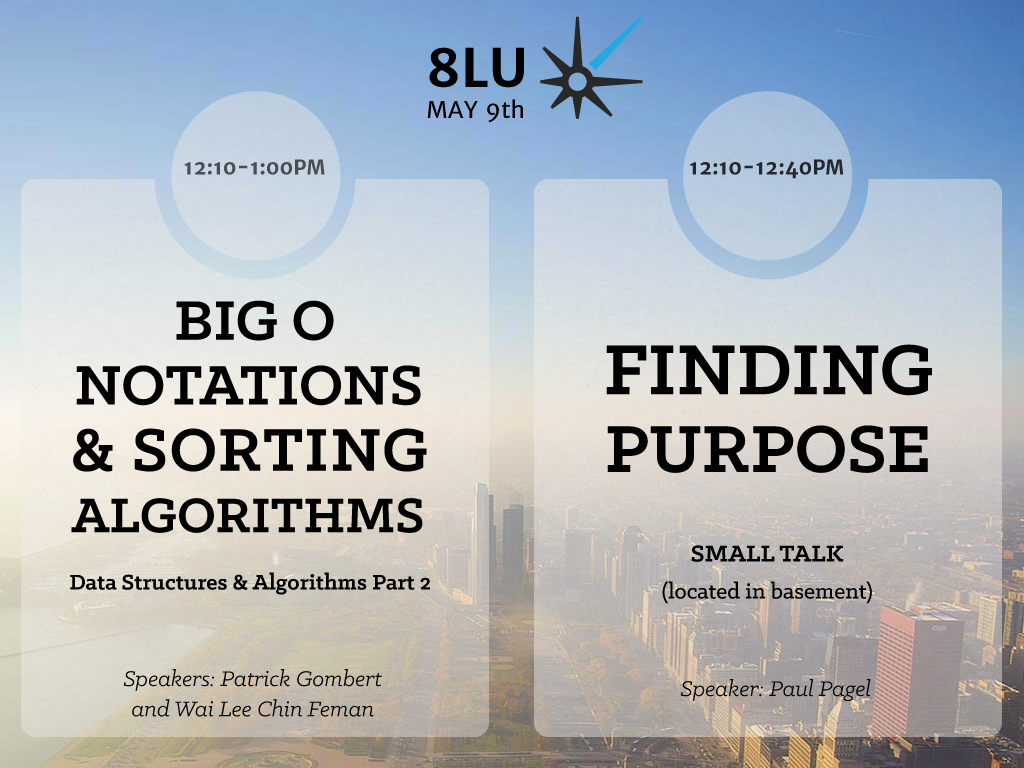 8LU
MAY 9th
12:10-1:00PM
BIG O
NOTATIONS
& SORTING
ALGORITHMS
Data Structures & Algorithms Part 2
Speakers: Patrick Gombert
and Wai Lee Chin Feman
12:10-12:40PM
FINDING
PURPOSE
SMALL TALK
(located in basement)
Speaker: Paul Pagel
CNA